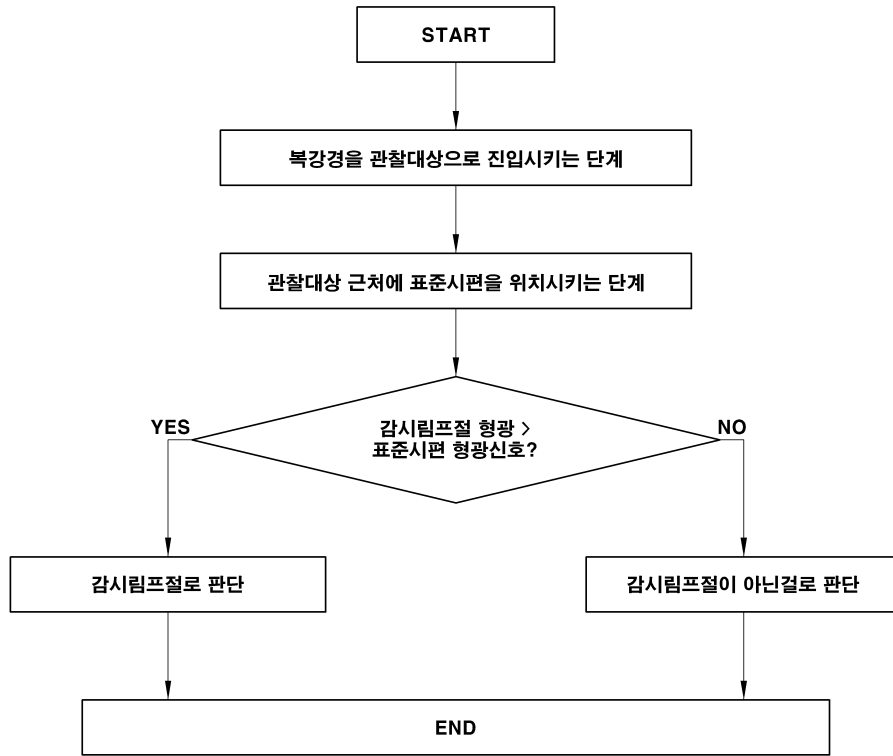 START
복강경을 관찰대상으로 진입시키는 단계
관찰대상 근처에 표준시편을 위치시키는 단계
감시림프절 형광 >
표준시편 형광신호?
YES
NO
감시림프절로 판단
감시림프절이 아닌걸로 판단
END